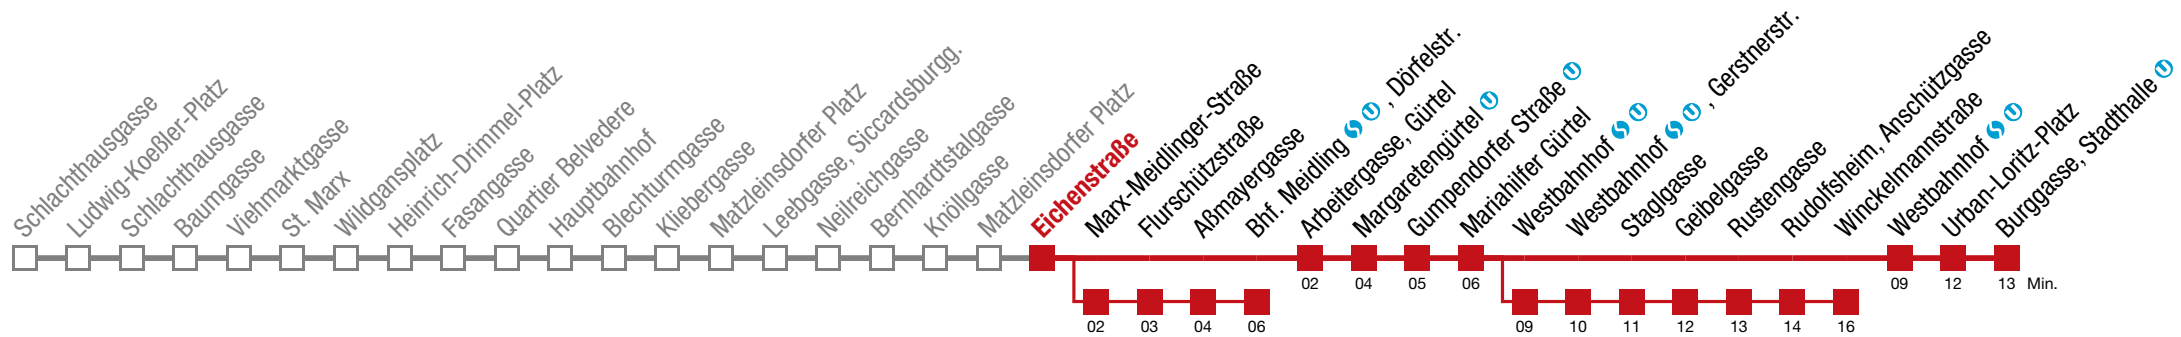 Schlachthausgasse
Ludwig-Koeßler-Platz
Schlachthausgasse
Baumgasse
Viehmarktgasse
St. Marx
Wildgansplatz
Heinrich-Drimmel-Platz
Fasangasse
Quartier Belvedere
Hauptbahnhof
Blechturmgasse
Kliebergasse
Matzleinsdorfer Platz
Leebgasse, Siccardsburgg.
Neilreichgasse
Bernhardtstalgasse
Knöllgasse
Matzleinsdorfer Platz
Eichenstraße
Marx-Meidlinger-Straße
Flurschützstraße
Aßmayergasse
Bhf. Meidling S U , Dörfelstr.
Arbeitergasse, Gürtel
Margaretengürtel U
Gumpendorfer Straße U
Mariahilfer Gürtel
Westbahnhof S U
Westbahnhof S U , Gerstnerstr.
Staglgasse
Geibelgasse
Rustengasse
Rudolfsheim, Anschützgasse
Winckelmannstraße
Westbahnhof S U
Urban-Loritz-Platz
Burggasse, Stadthalle U
02 04 05 06 09 12 13 Min.
02 03 04 06 09 10 11 12 13 14 16